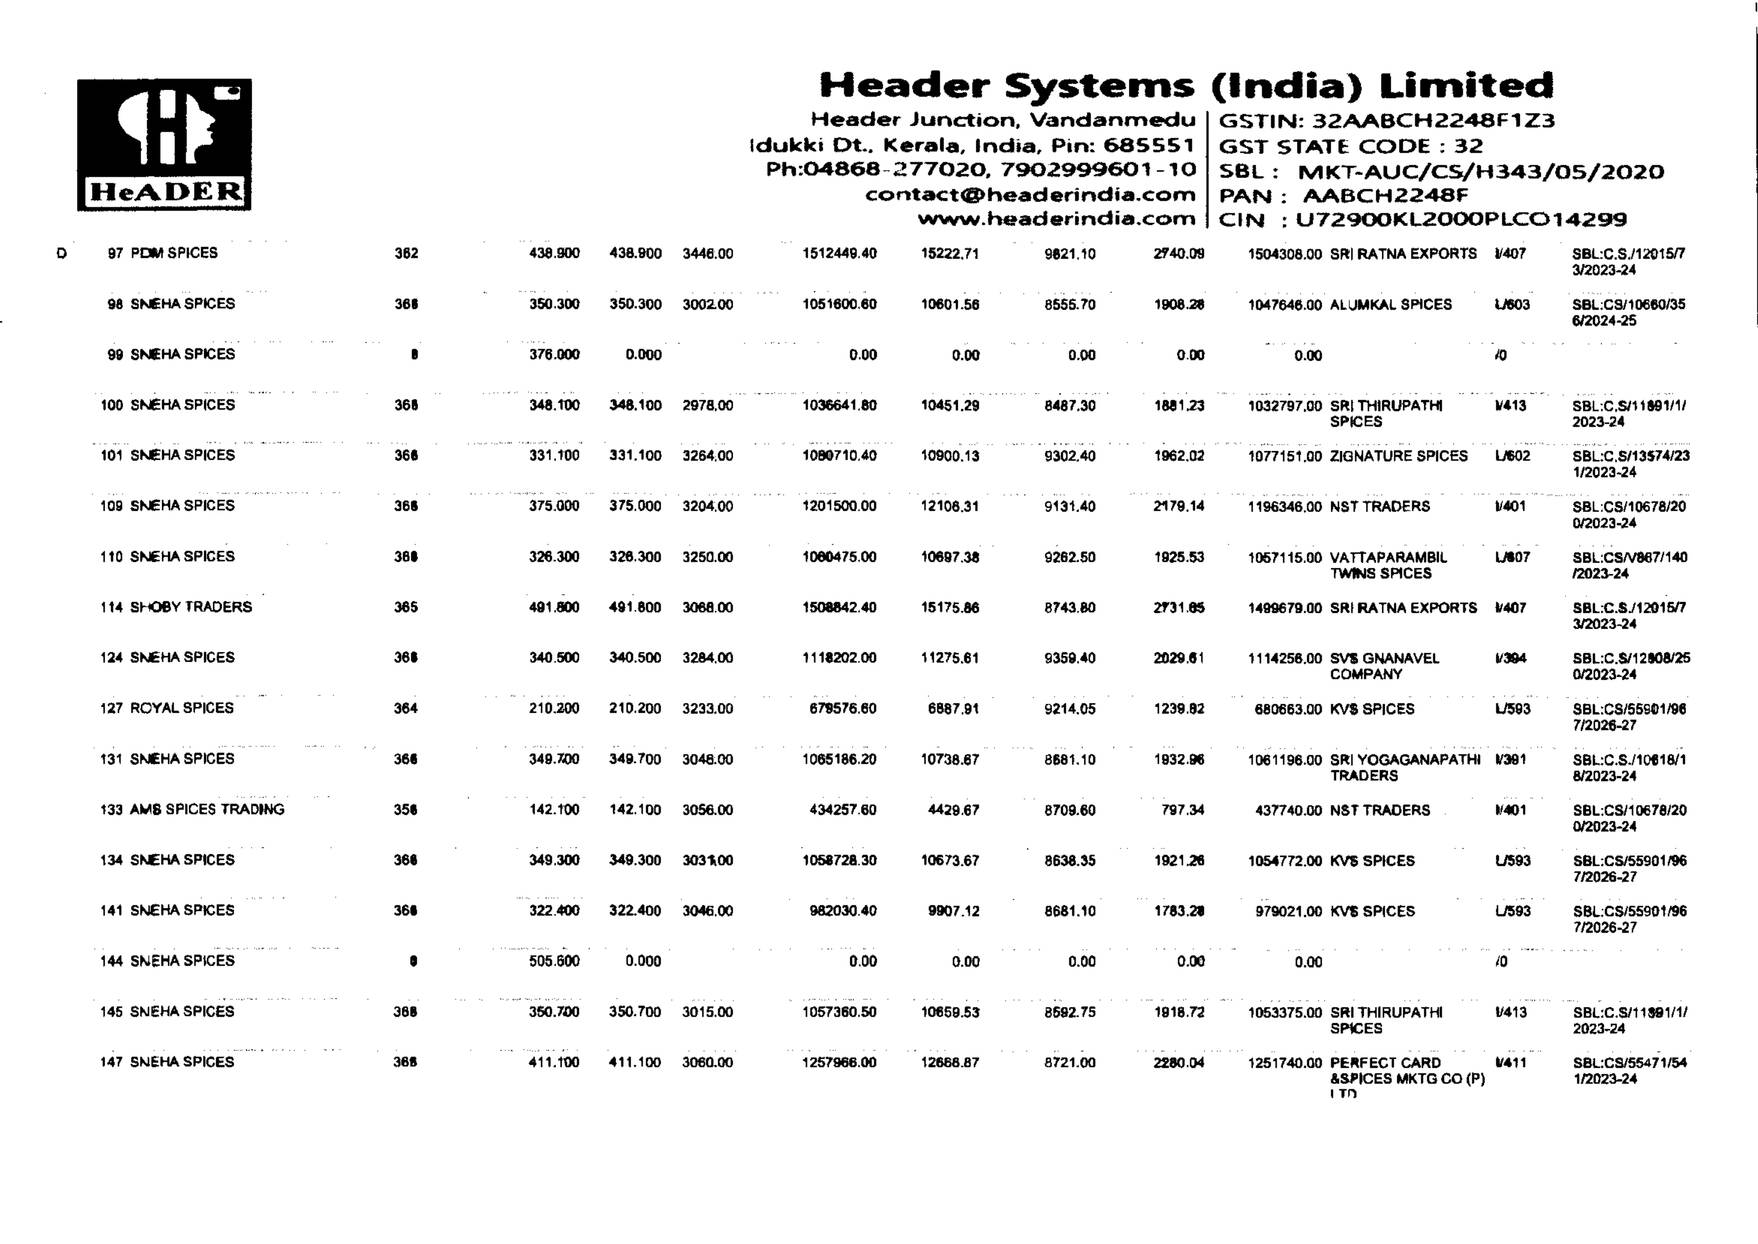 HeADER
Header Systems (India) Limited
Header Junction, Vandanmedu
Idukki Dt., Kerala, India, Pin: 685551
Ph:04868-277020, 7902999601-10
contact@headerindia.com
www.headerindia.com
GSTIN: 32AABCH2248F1Z3
GST STATE CODE : 32
SBL : MKT-AUC/CS/H343/05/2020
PAN : AABCH2248F
CIN : U72900KL2000PLCO14299
D 97 PDM SPICES 362 438.900 438.900 3446.00 1512449.40 15222.71 9821.10 2740.09 1504308.00 SRI RATNA EXPORTS I/407 SBL:C.S./12015/7
3/2023-24
98 SNEHA SPICES 366 350.300 350.300 3002.00 1051600.60 10601.56 8555.70 1908.28 1047646.00 ALUMKAL SPICES L/603 SBL:CS/10660/35
6/2024-25
99 SNEHA SPICES 0 376.000 0.000 0.00 0.00 0.00 0.00 0.00 /0
100 SNEHA SPICES 366 348.100 348.100 2978.00 1036641.80 10451.29 8487.30 1881.23 1032797.00 SRI THIRUPATHI I/413 SBL:C.S/11891/1/
SPICES 2023-24
101 SNEHA SPICES 366 331.100 331.100 3264.00 1080710.40 10900.13 9302.40 1962.02 1077151.00 ZIGNATURE SPICES L/602 SBL:C.S/13574/23
1/2023-24
109 SNEHA SPICES 366 375.000 375.000 3204.00 1201500.00 12106.31 9131.40 2179.14 1196346.00 NST TRADERS I/401 SBL:CS/10678/20
0/2023-24
110 SNEHA SPICES 366 326.300 326.300 3250.00 1060475.00 10697.38 9262.50 1925.53 1057115.00 VATTAPARAMBIL L/607 SBL:CS/V867/140
TWINS SPICES /2023-24
114 SHOBY TRADERS 365 491.800 491.800 3068.00 1508842.40 15175.86 8743.80 2731.65 1499679.00 SRI RATNA EXPORTS I/407 SBL:C.S./12015/7
3/2023-24
124 SNEHA SPICES 366 340.500 340.500 3284.00 1118202.00 11275.61 9359.40 2029.61 1114256.00 SVS GNANAVEL I/394 SBL:C.S/12808/25
COMPANY 0/2023-24
127 ROYAL SPICES 364 210.200 210.200 3233.00 679576.60 6887.91 9214.05 1239.82 680663.00 KVS SPICES L/593 SBL:CS/55901/96
7/2026-27
131 SNEHA SPICES 366 349.700 349.700 3046.00 1065186.20 10738.67 8681.10 1932.96 1061196.00 SRI YOGAGANAPATHI I/391 SBL:C.S./10618/1
TRADERS 8/2023-24
133 AMB SPICES TRADING 356 142.100 142.100 3056.00 434257.60 4429.67 8709.60 797.34 437740.00 NST TRADERS I/401 SBL:CS/10678/20
0/2023-24
134 SNEHA SPICES 366 349.300 349.300 3031.00 1058728.30 10673.67 8638.35 1921.26 1054772.00 KVS SPICES L/593 SBL:CS/55901/96
7/2026-27
141 SNEHA SPICES 366 322.400 322.400 3046.00 982030.40 9907.12 8681.10 1783.28 979021.00 KVS SPICES L/593 SBL:CS/55901/96
7/2026-27
144 SNEHA SPICES 0 505.600 0.000 0.00 0.00 0.00 0.00 0.00 /0
145 SNEHA SPICES 366 350.700 350.700 3015.00 1057360.50 10659.53 8592.75 1918.72 1053375.00 SRI THIRUPATHI I/413 SBL:C.S/11891/1/
SPICES 2023-24
147 SNEHA SPICES 366 411.100 411.100 3060.00 1257966.00 12668.87 8721.00 2280.04 1251740.00 PERFECT CARD I/411 SBL:CS/55471/54
&SPICES MKTG CO (P) 1/2023-24
LTD